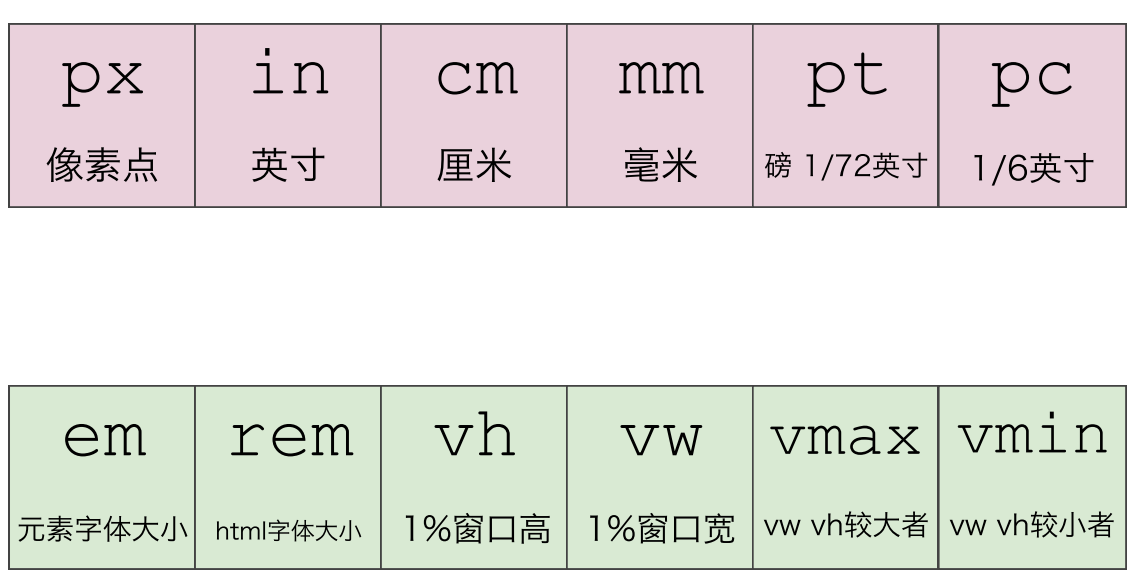 px in cm mm pt pc
像素点 英寸 厘米 毫米 磅 1/72英寸 1/6英寸
em rem vh vw vmax vmin
元素字体大小 html字体大小 1%窗口高 1%窗口宽 vw vh较大者 vw vh较小者